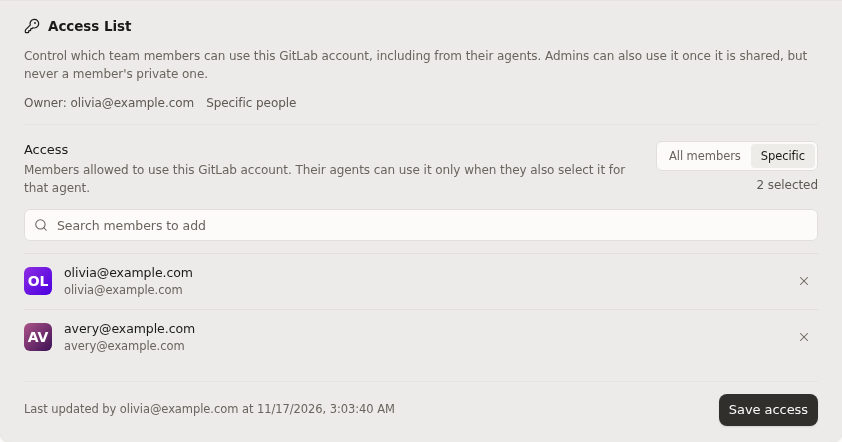 Access List
Control which team members can use this GitLab account, including from their agents. Admins can also use it once it is shared, but
never a member's private one.
Owner: olivia@example.com Specific people
Access
Members allowed to use this GitLab account. Their agents can use it only when they also select it for
that agent.
All members Specific
2 selected
Search members to add
OL
olivia@example.com
olivia@example.com
AV
avery@example.com
avery@example.com
Last updated by olivia@example.com at 11/17/2026, 3:03:40 AM
Save access